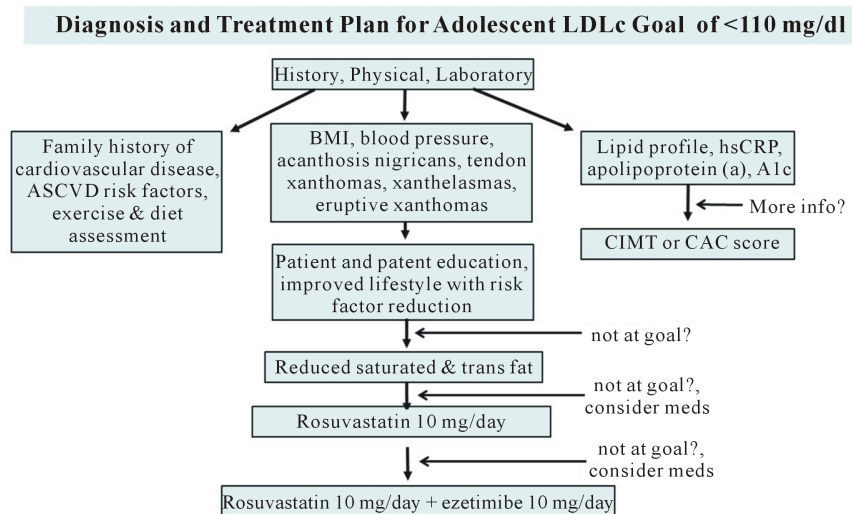 Diagnosis and Treatment Plan for Adolescent LDLc Goal of <110 mg/dl
History, Physical, Laboratory
Family history of
cardiovascular disease,
ASCVD risk factors,
exercise & diet
assessment
BMI, blood pressure,
acanthosis nigricans, tendon
xanthomas, xanthelasmas,
eruptive xanthomas
Lipid profile, hsCRP,
apolipoprotein (a), A1c
More info?
CIMT or CAC score
Patient and patent education,
improved lifestyle with risk
factor reduction
not at goal?
Reduced saturated & trans fat
not at goal?,
consider meds
Rosuvastatin 10 mg/day
not at goal?,
consider meds
Rosuvastatin 10 mg/day + ezetimibe 10 mg/day